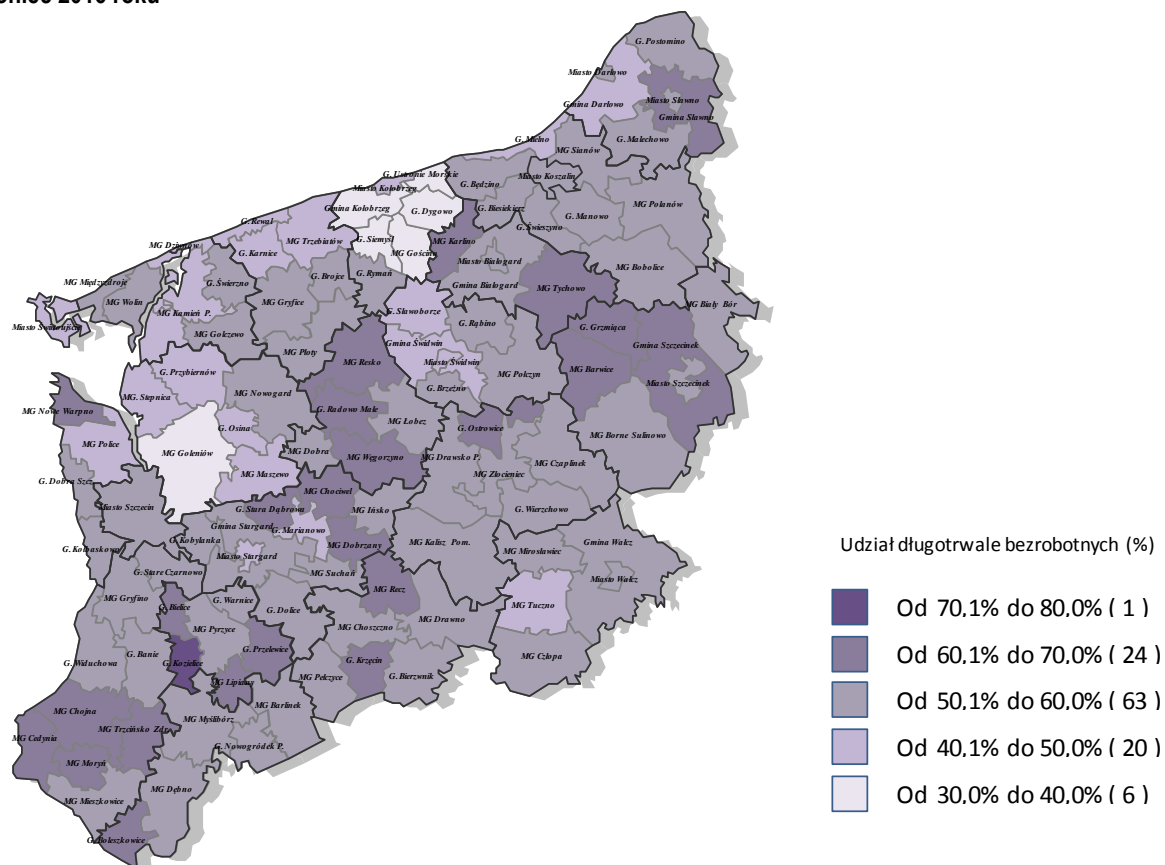 G. Postomino
Miasto Darłowo
Miasto Sławno
Gmina Darłowo
Gmina Sławno
G. Mielno
G. Malechowo
MG Sianów
G. Ustronie Morskie
Miasto Koszalin
Miasto Kołobrzeg
G. Będzino
Gmina Kołobrzeg
G. Dygowo
G. Biesiekierz
G. Manowo
MG Polanów
G. Rewal
G. Świeszyno
MG Dziwnów
MG Trzebiatów
G. Siemyśl
MG Karlino
G. Karnice
MG Gościno
Miasto Białogard
MG Bobolice
MG Międzyzdroje
G. Świerzno
G. Brojce
G. Rymań
Gmina Białogard
MG Tychowo
MG Wolin
MG Gryfice
MG Biały Bór
MG Kamień P.
G. Sławoborze
Miasto Świnoujście
MG Golczewo
G. Rąbino
G. Grzmiąca
Gmina Świdwin
Gmina Szczecinek
MG Płoty
MG Resko
Miasto Świdwin
G. Przybiernów
MG Połczyn
MG Barwice
Miasto Szczecinek
MG Stepnica
MG Nowogard
G. Brzeżno
MG Nowe Warpno
G. Radowo Małe
MG Łobez
G. Osina
G. Ostrowice
MG Police
MG Borne Sulinowo
MG Goleniów
MG Dobra
MG Węgorzyno
MG Drawsko P.
MG Czaplinek
MG Maszewo
MG Złocieniec
G. Dobra Szcz.
MG Chociwel
Miasto Szczecin
G. Stara Dąbrowa
MG Ińsko
G. Wierzchowo
Gmina Stargard
G. Marianowo
G. Kobylanka
MG Dobrzany
MG Kalisz Pom.
Gmina Wałcz
G. Kołbaskowo
Miasto Stargard
MG Mirosławiec
G. Stare Czarnowo
MG Suchań
Miasto Wałcz
MG Recz
MG Gryfino
G. Bielice
G. Warnice
G. Dolice
MG Tuczno
MG Pyrzyce
MG Choszczno
MG Drawno
G. Widuchowa
G. Banie
G. Kozielice
G. Przelewice
G. Krzęcin
MG Człopa
MG Lipiany
MG Pełczyce
G. Bierzwnik
MG Chojna
MG Barlinek
MG Myślibórz
MG Trzcińsko Zdr.
MG Cedynia
G. Nowogródek P.
MG Moryń
MG Dębno
MG Mieszkowice
G. Boleszkowice
Udział długotrwale bezrobotnych (%)
Od 70,1% do 80,0% ( 1 )
Od 60,1% do 70,0% ( 24 )
Od 50,1% do 60,0% ( 63 )
Od 40,1% do 50,0% ( 20 )
Od 30,0% do 40,0% ( 6 )